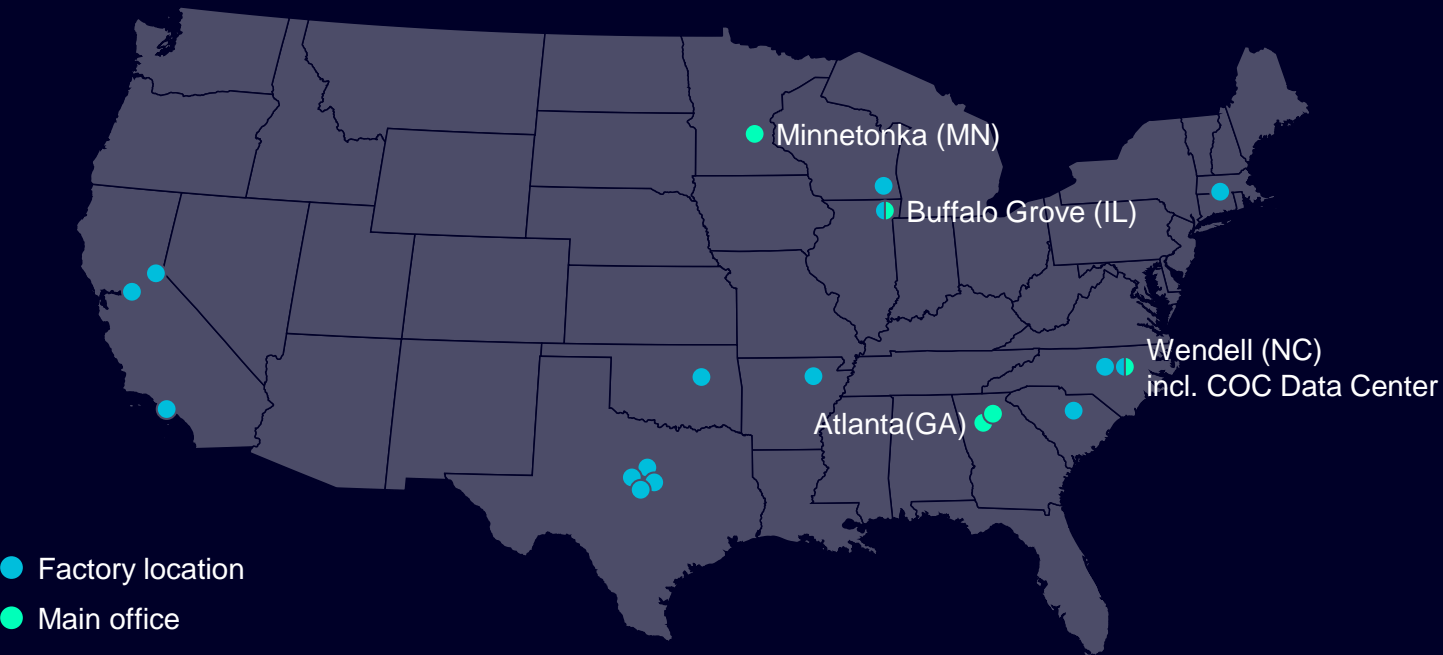 Minnetonka (MN)
Buffalo Grove (IL)
Wendell (NC)
incl. COC Data Center
Atlanta(GA)
Factory location
Main office